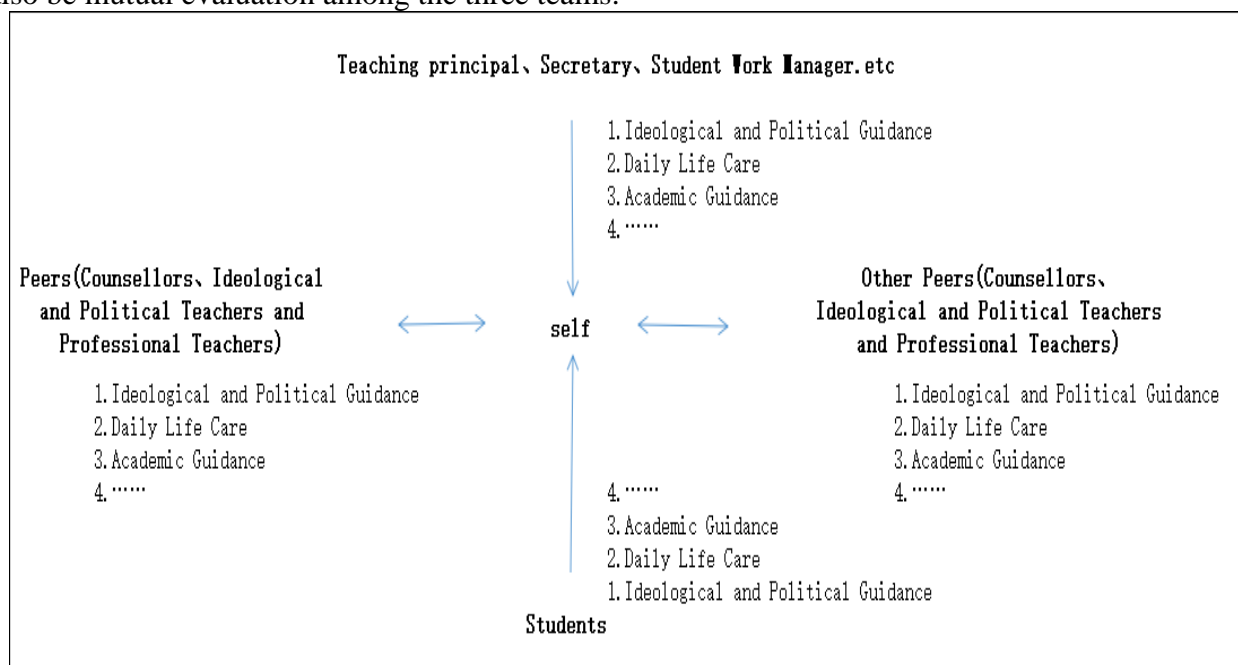 also be mutual evaluation among the three teams.
Teaching principal、Secretary、Student Work Manager.etc
1.Ideological and Political Guidance
2.Daily Life Care
3.Academic Guidance
4.……
Peers(Counsellors、Ideological
and Political Teachers and
Professional Teachers)
1.Ideological and Political Guidance
2.Daily Life Care
3.Academic Guidance
4.……
self
Other Peers(Counsellors、
Ideological and Political Teachers
and Professional Teachers)
1.Ideological and Political Guidance
2.Daily Life Care
3.Academic Guidance
4.……
4.……
3.Academic Guidance
2.Daily Life Care
1.Ideological and Political Guidance
Students